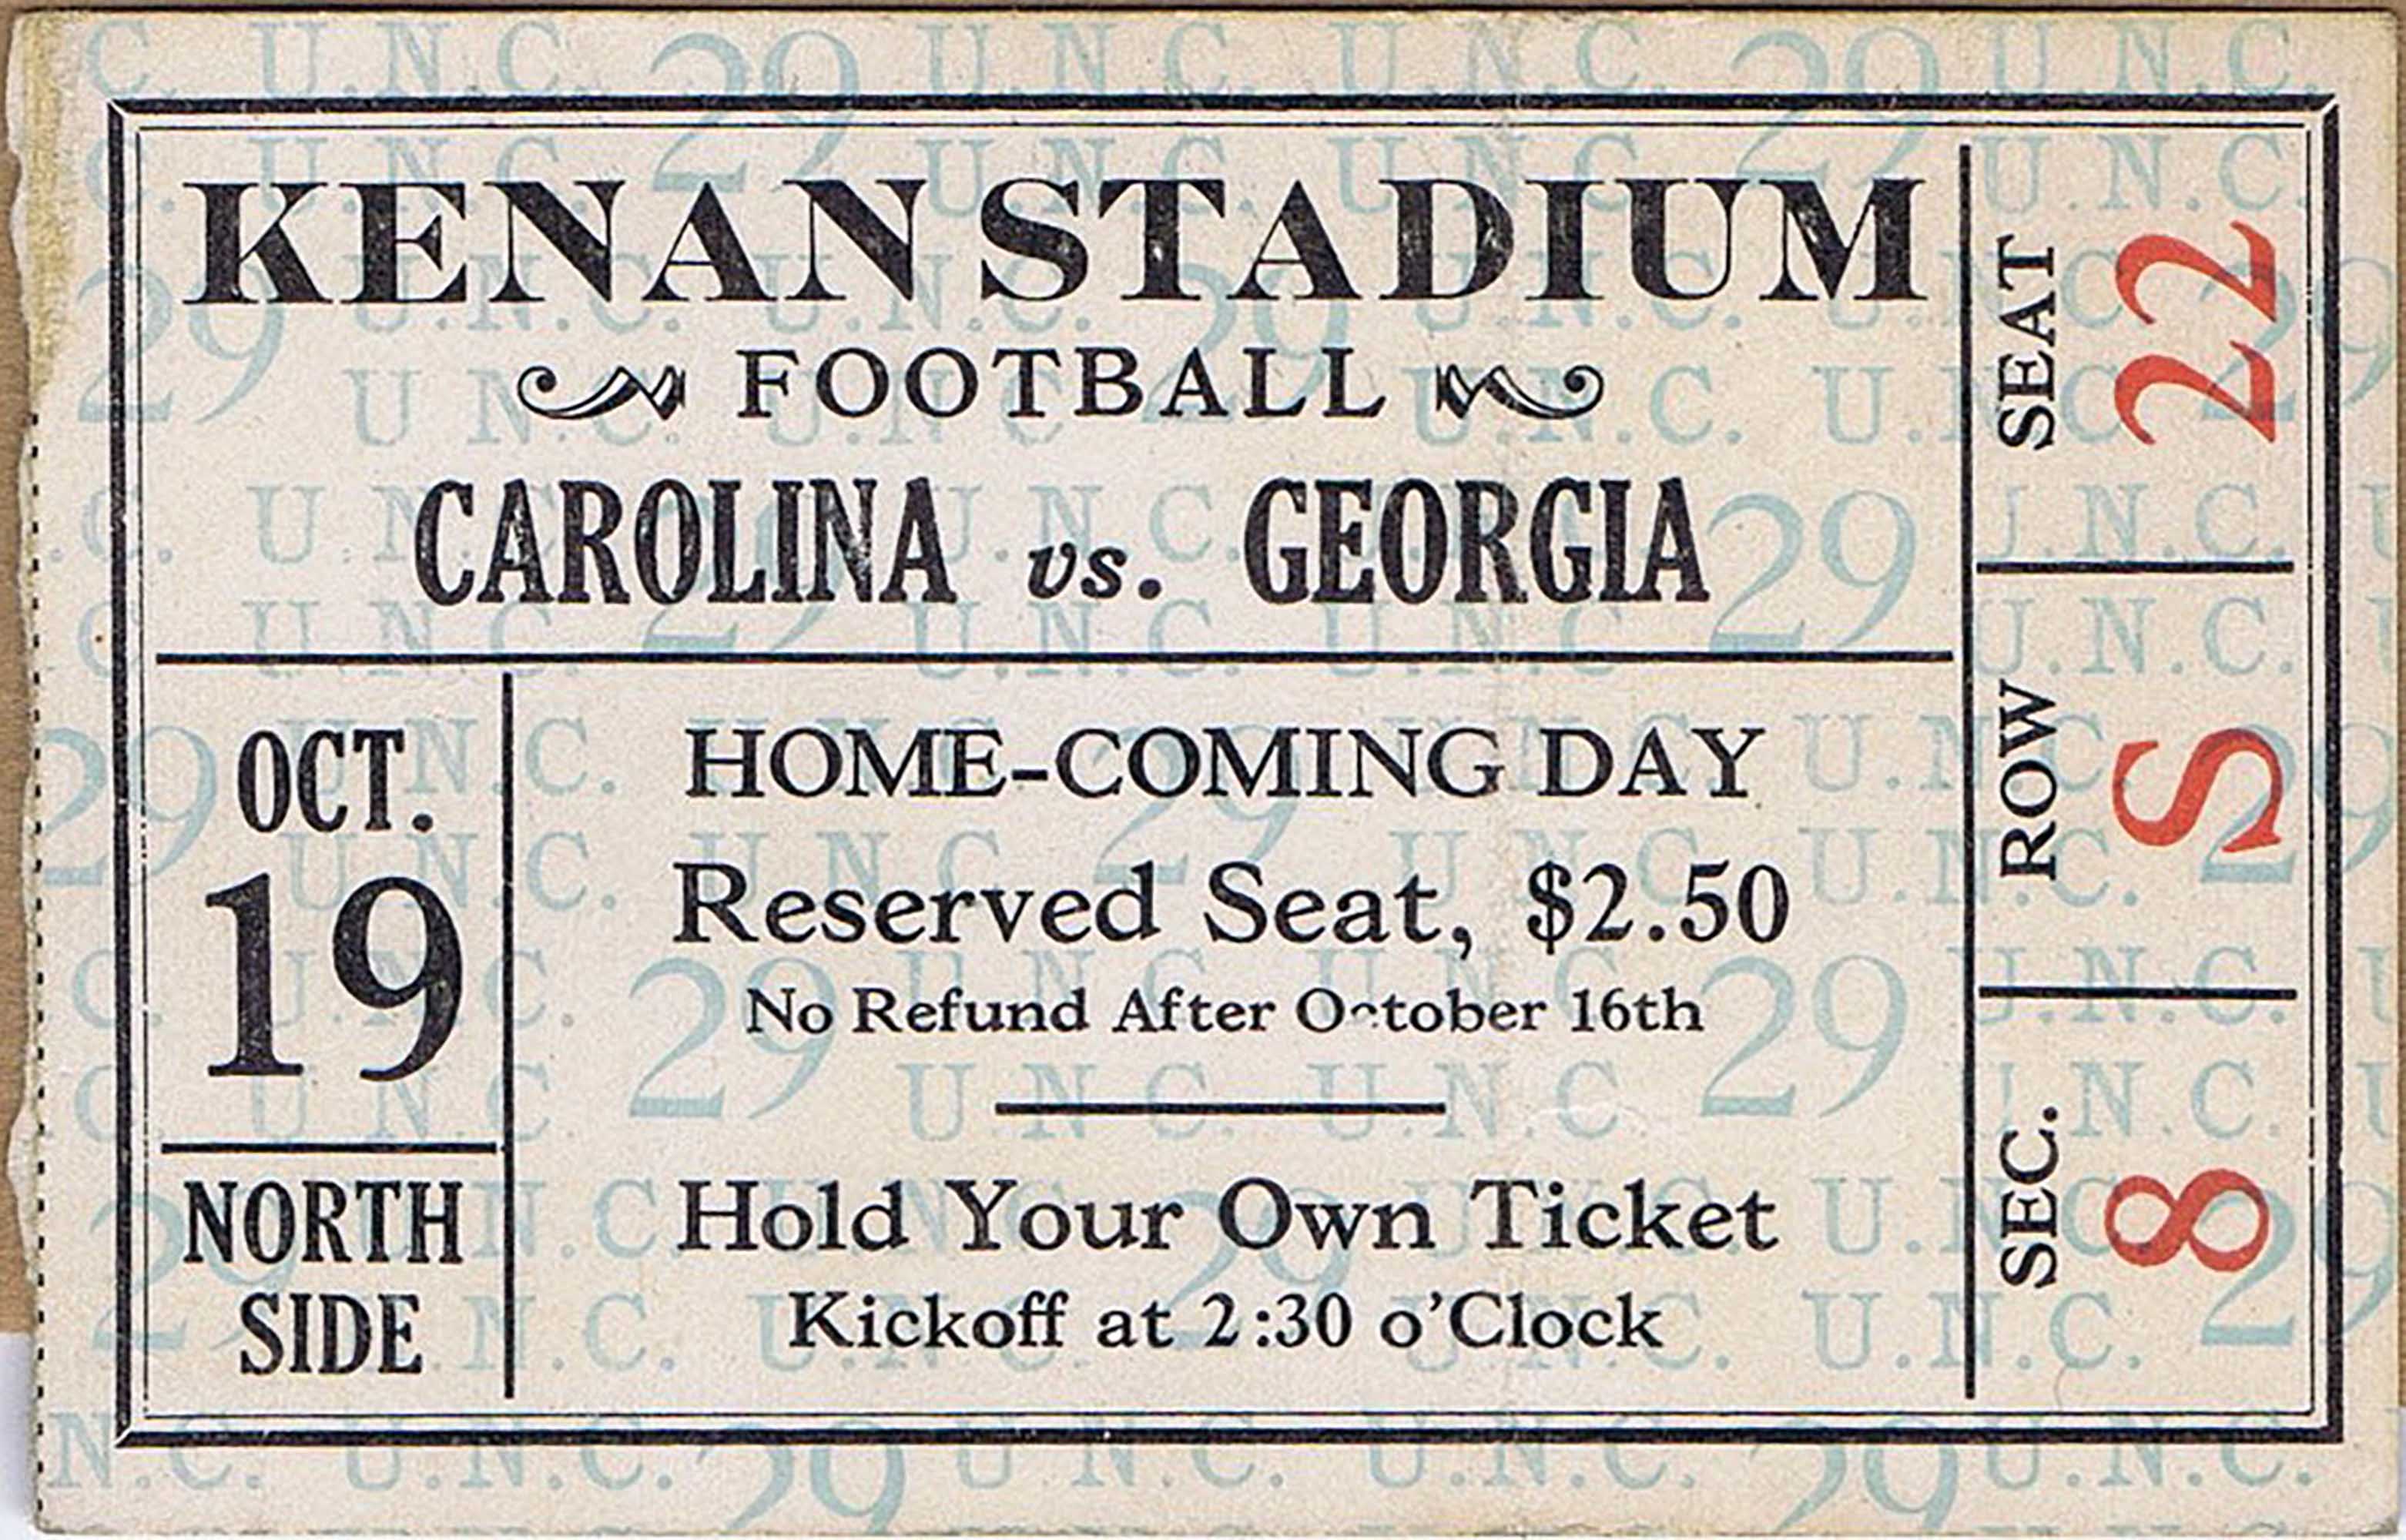 KENAN STADIUM
FOOTBALL
CAROLINA vs. GEORGIA
OCT.
19
NORTH
SIDE
HOME-COMING DAY
Reserved Seat, $2.50
No Refund After October 16th
Hold Your Own Ticket
Kickoff at 2:30 o'Clock
SEAT 22
ROW S
SEC. 8
U.N.C. 29